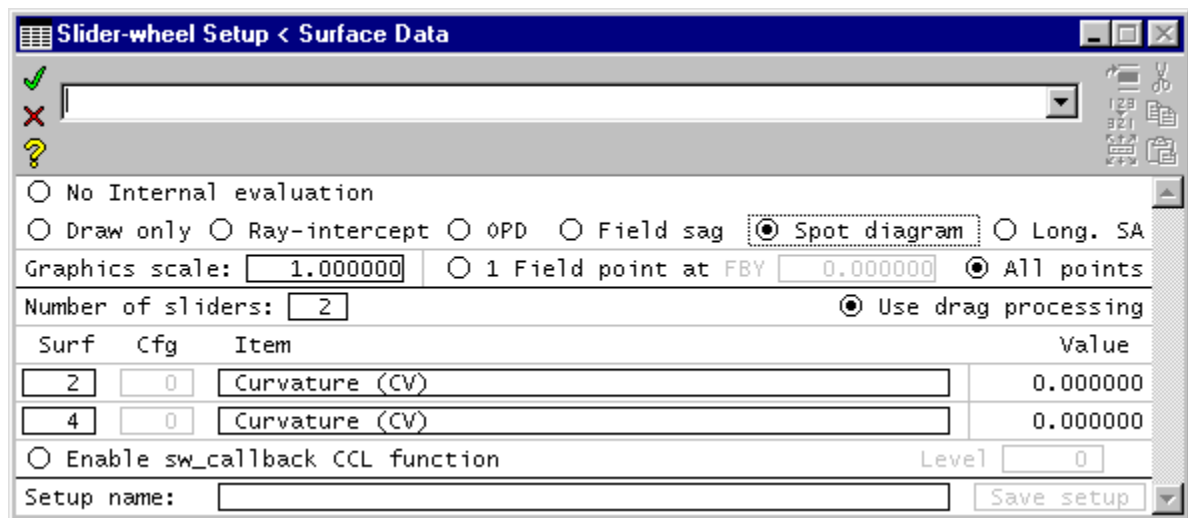 Slider-wheel Setup < Surface Data
123
321
No Internal evaluation
Draw only Ray-intercept OPD Field sag Spot diagram Long. SA
Graphics scale: 1.000000 1 Field point at FBY 0.000000 All points
Number of sliders: 2 Use drag processing
Surf Cfg Item Value
2 0 Curvature (CV) 0.000000
4 0 Curvature (CV) 0.000000
Enable sw_callback CCL function Level 0
Setup name: Save setup